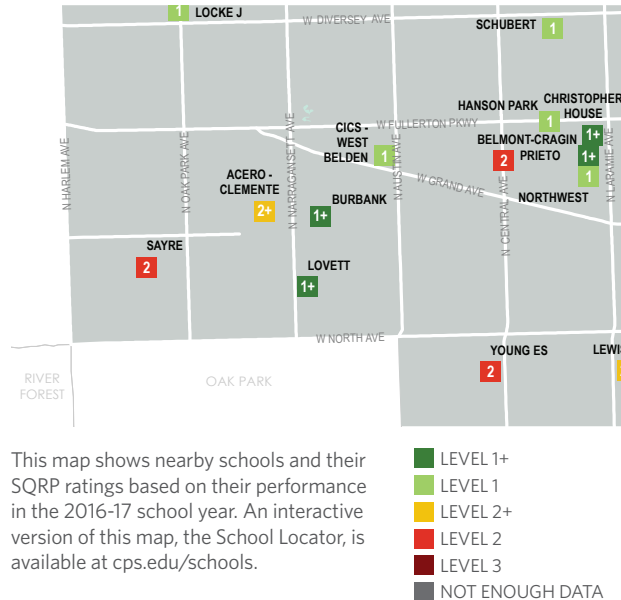 1
LOCKE J
W DIVERSEY AVE
SCHUBERT
1
HANSON PARK
CHRISTOPHER
HOUSE
W FULLERTON PKWY
1
1+
CICS -
WEST
BELDEN
1
BELMONT-CRAGIN
PRIETO
2
1+
1
NORTHWEST
N HARLEM AVE
N OAK PARK AVE
N NARRAGANSETT AVE
N AUSTIN AVE
W GRAND AVE
N CENTRAL AVE
N LARAMIE AVE
ACERO -
CLEMENTE
2+
BURBANK
1+
SAYRE
2
LOVETT
1+
W NORTH AVE
RIVER
FOREST
OAK PARK
YOUNG ES
2
LEWIS
This map shows nearby schools and their
SQRP ratings based on their performance
in the 2016-17 school year. An interactive
version of this map, the School Locator, is
available at cps.edu/schools.
LEVEL 1+
LEVEL 1
LEVEL 2+
LEVEL 2
LEVEL 3
NOT ENOUGH DATA